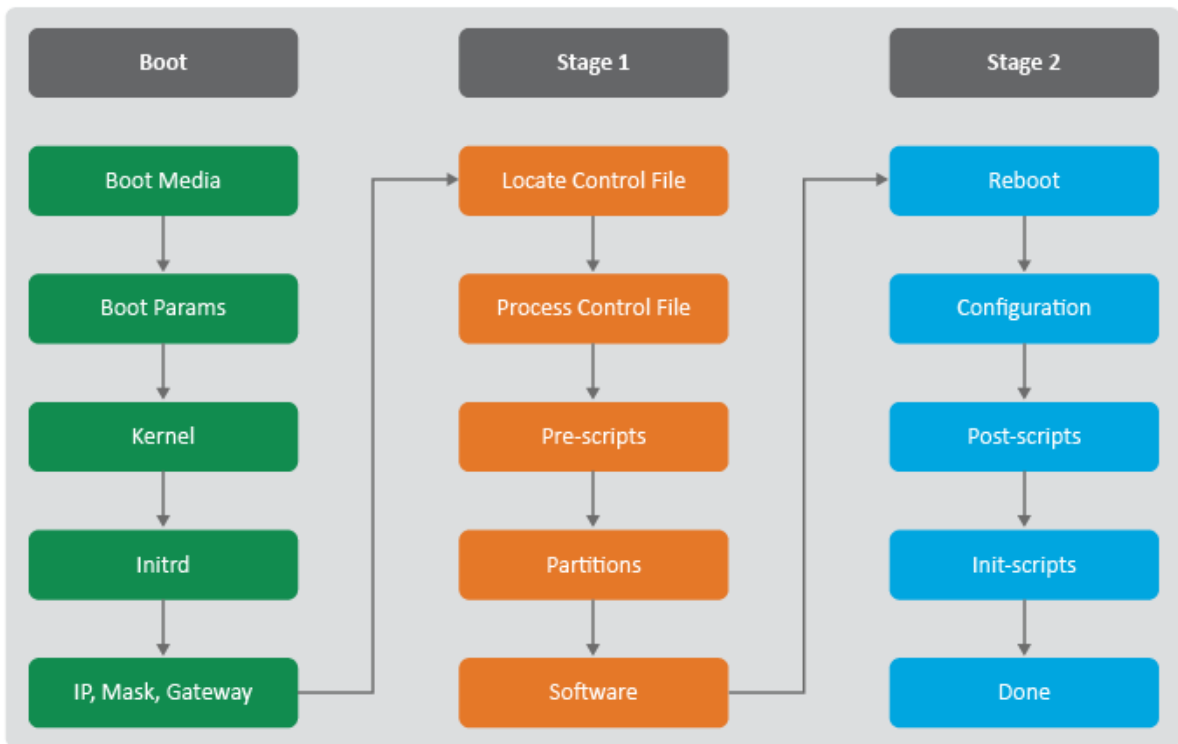 Boot
Boot Media
Boot Params
Kernel
Initrd
IP, Mask, Gateway
Stage 1
Locate Control File
Process Control File
Pre-scripts
Partitions
Software
Stage 2
Reboot
Configuration
Post-scripts
Init-scripts
Done